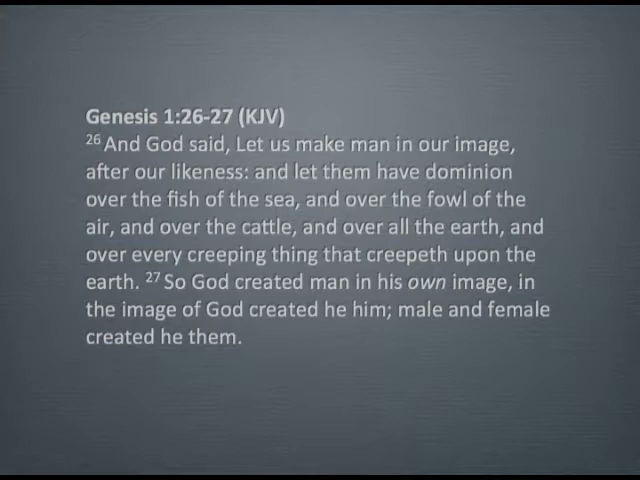 Genesis 1:26-27 (KJV)
26 And God said, Let us make man in our image,
after our likeness: and let them have dominion
over the fish of the sea, and over the fowl of the
air, and over the cattle, and over all the earth, and
over every creeping thing that creepeth upon the
earth. 27 So God created man in his own image, in
the image of God created he him; male and female
created he them.